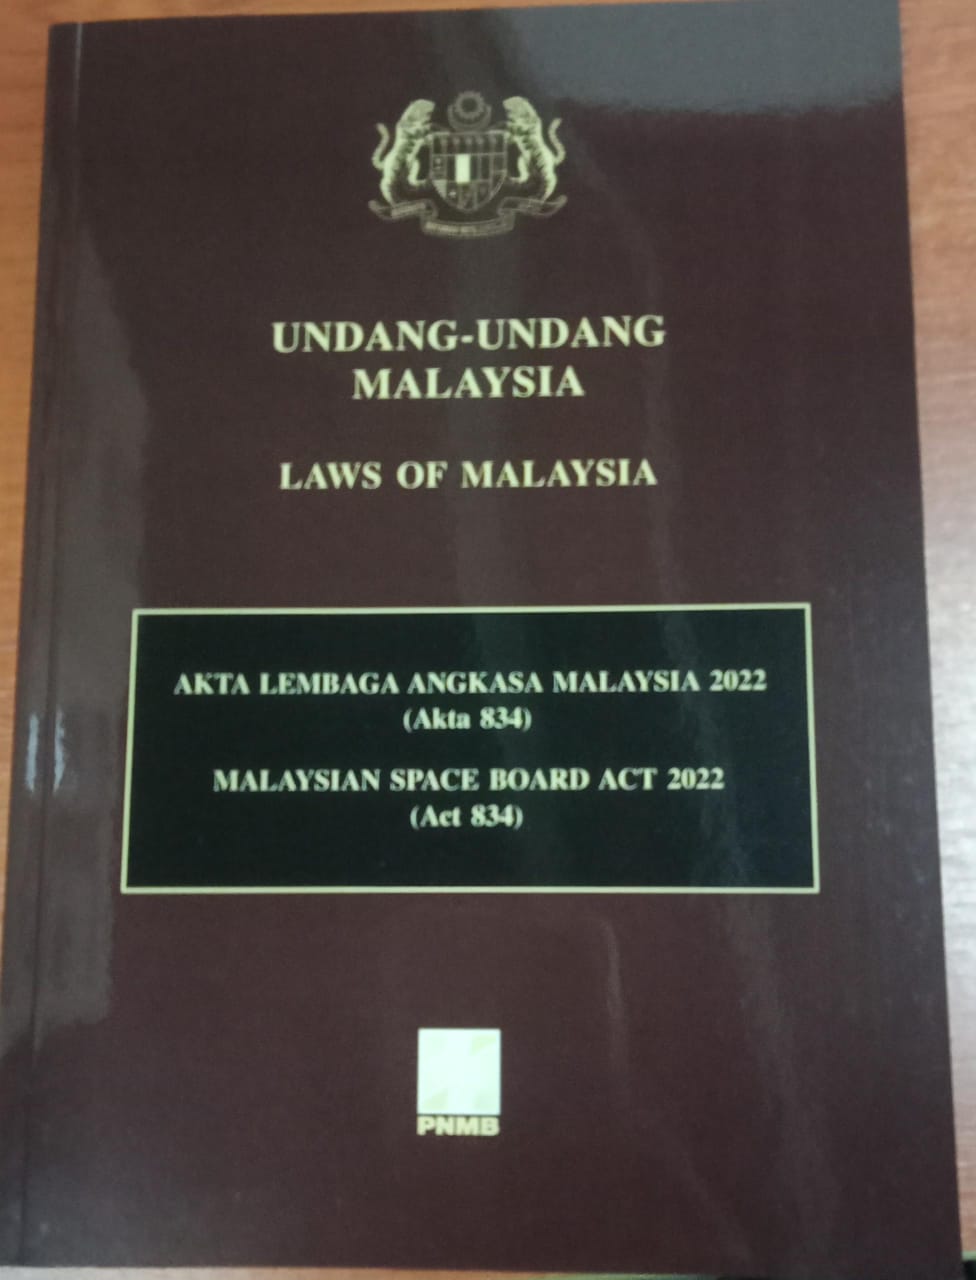 UNDANG-UNDANG
MALAYSIA
LAWS OF MALAYSIA
AKTA LEMBAGA ANGKASA MALAYSIA 2022
(Akta 834)
MALAYSIAN SPACE BOARD ACT 2022
(Act 834)
PNMB